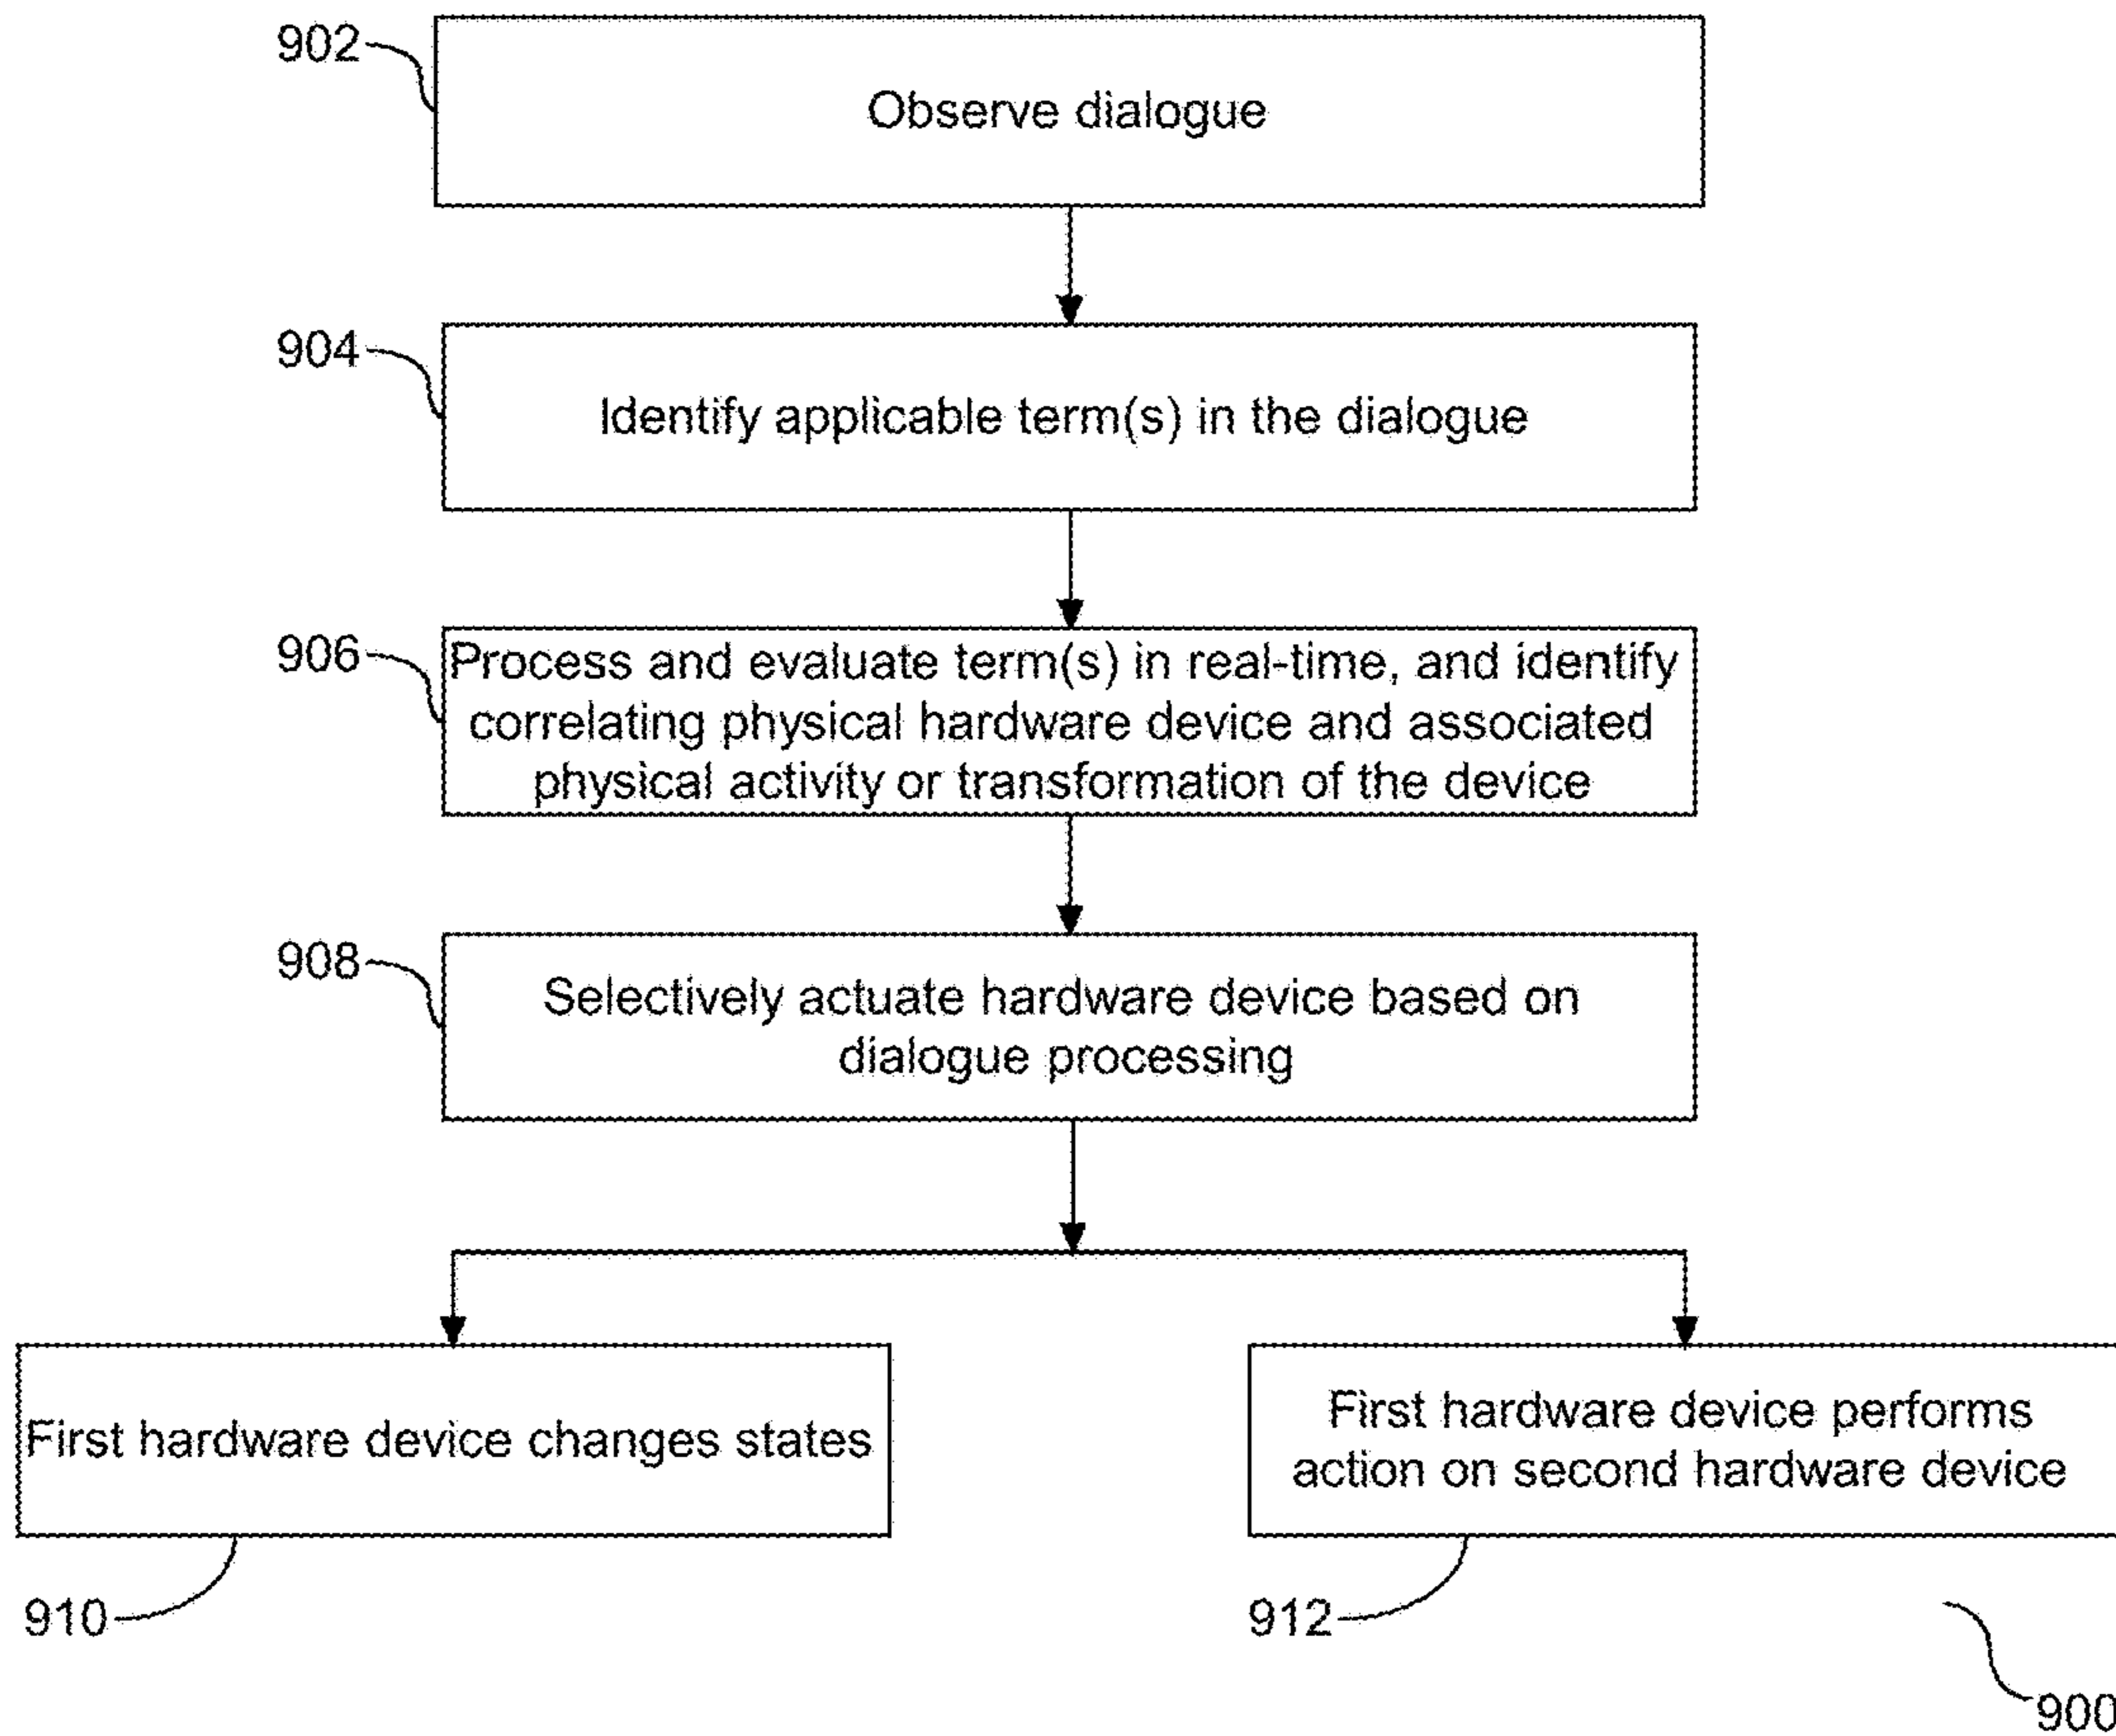 902
Observe dialogue
904
Identify applicable term(s) in the dialogue
906
Process and evaluate term(s) in real-time, and identify
correlating physical hardware device and associated
physical activity or transformation of the device
908
Selectively actuate hardware device based on
dialogue processing
First hardware device changes states
First hardware device performs
action on second hardware device
910
912
900